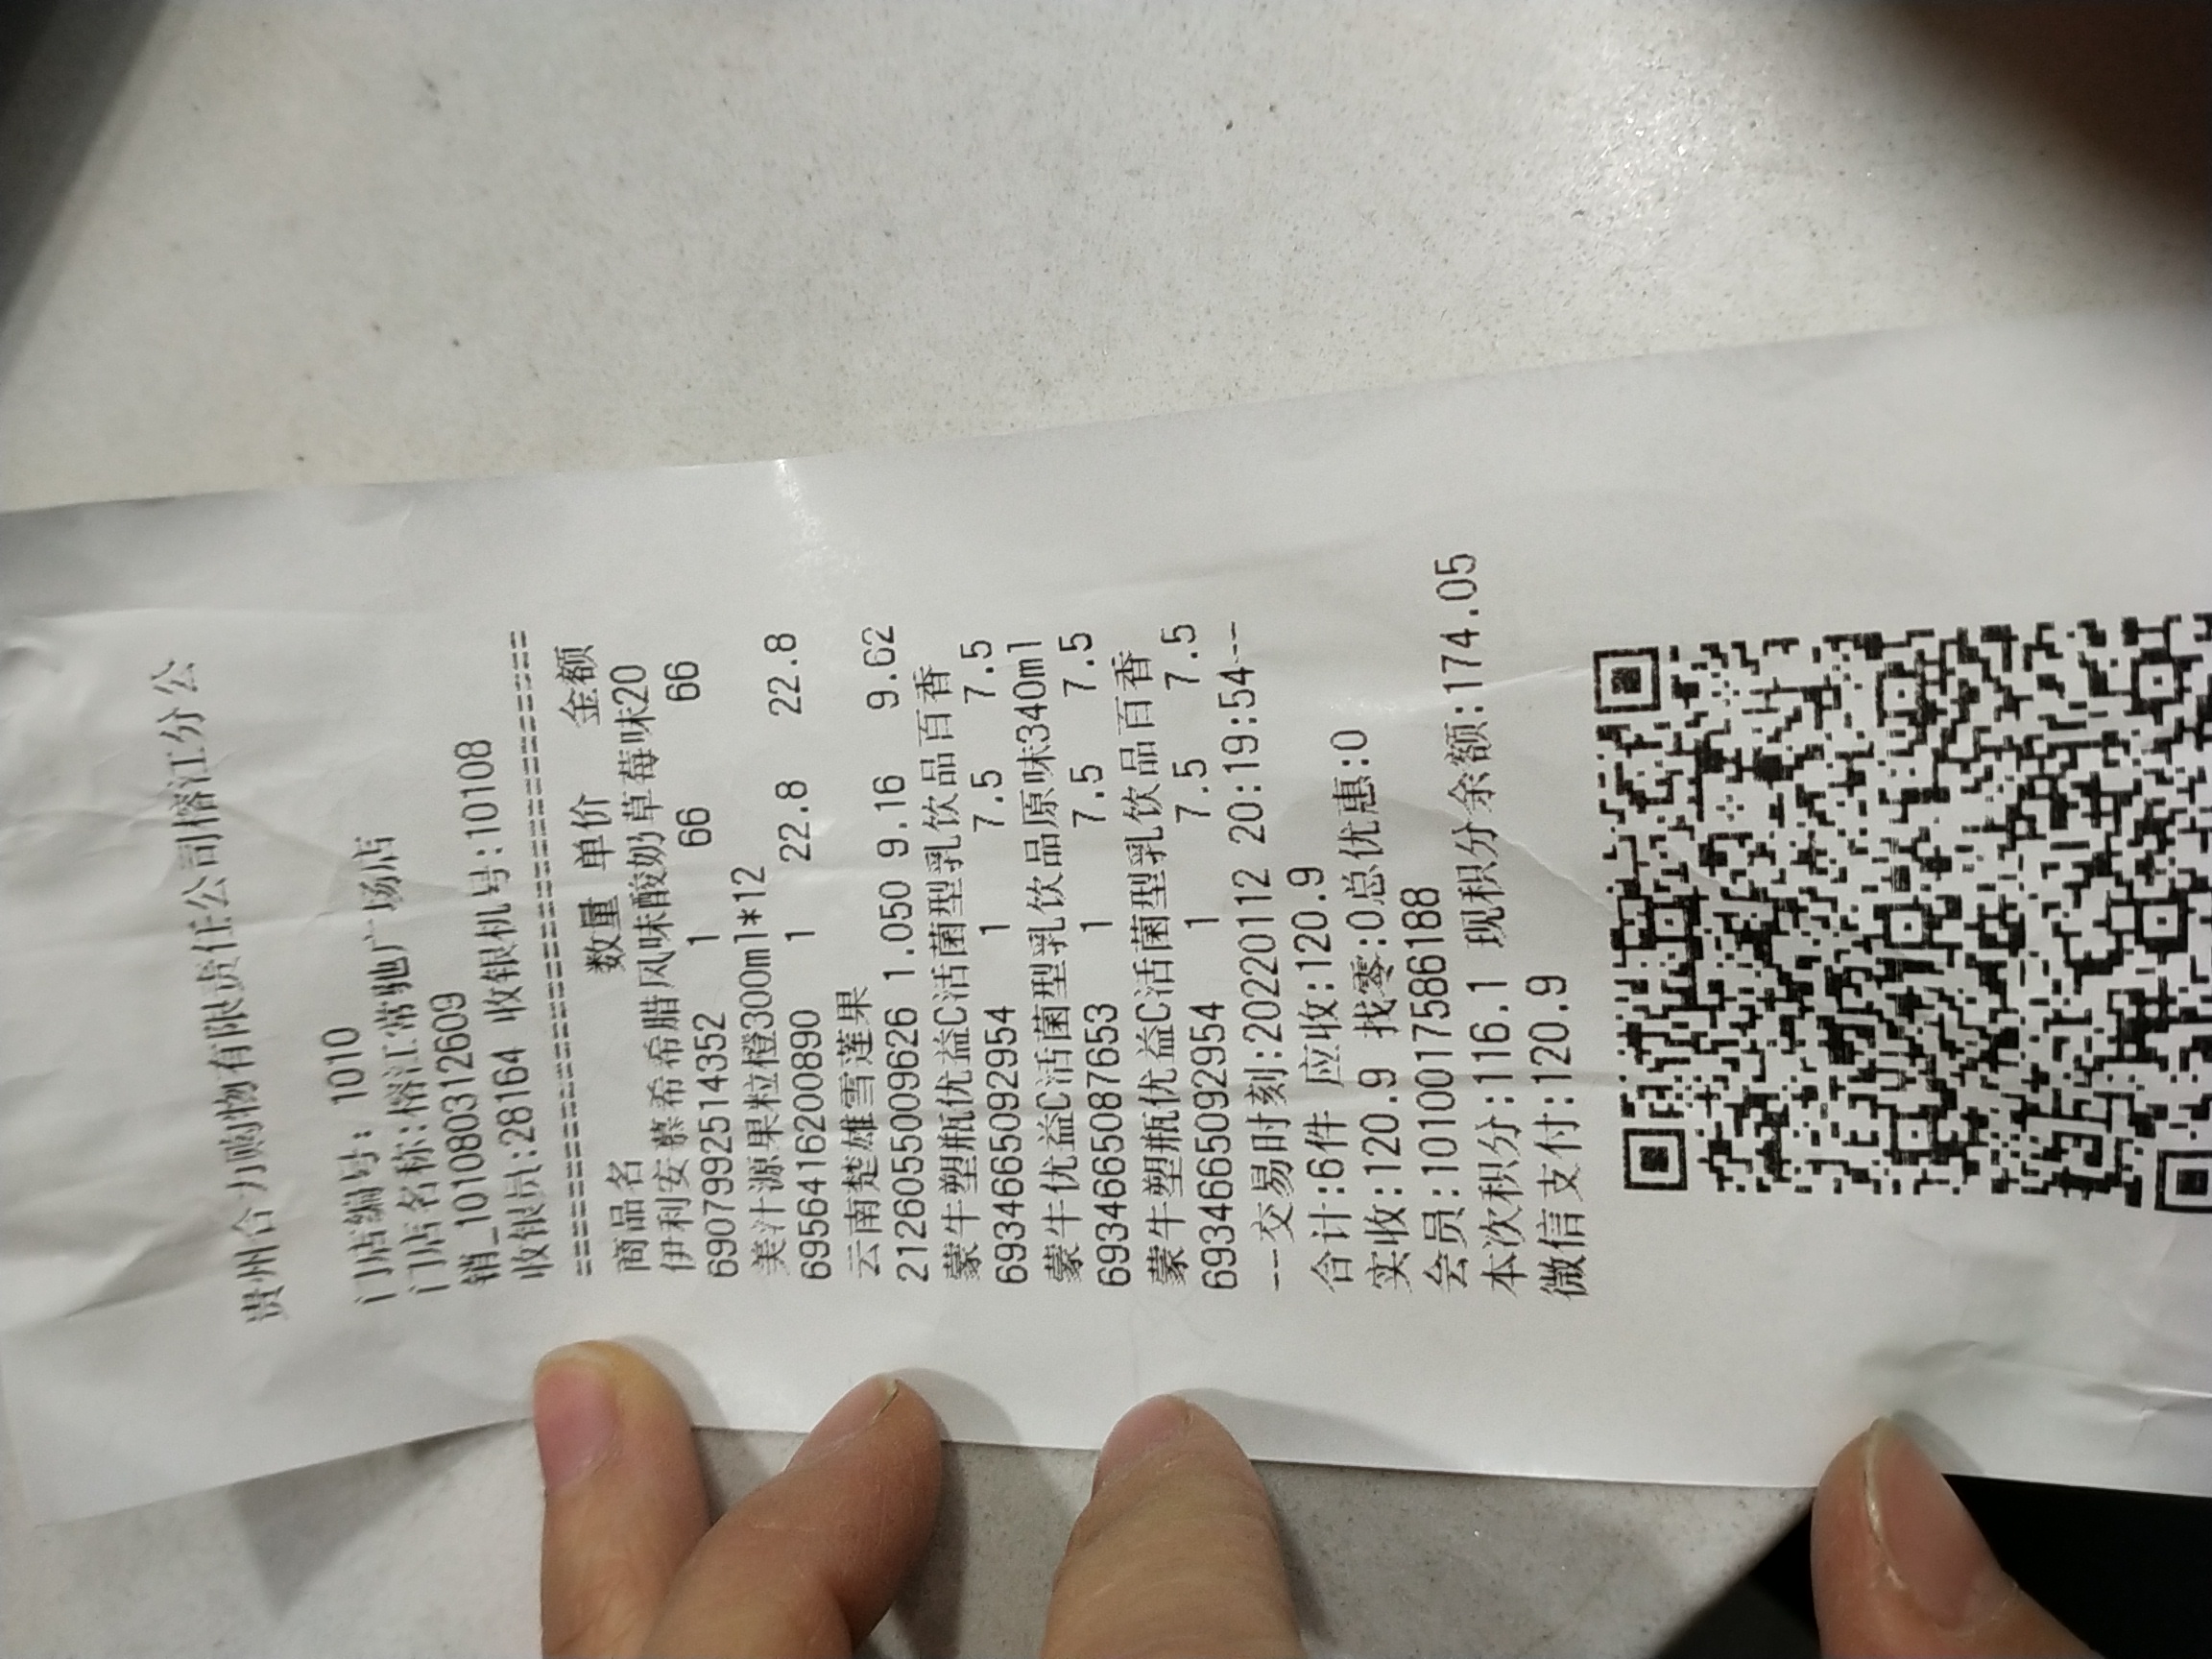 贵州合力购物有限责任公司榕江分公
门店编号: 1010
门店名称:榕江常驰广场店
销_101080312609
收银员:28164 收银机号:10108
商品名 数量 单价 金额
伊利安慕希希腊风味酸奶草莓味20
6907992514352 1 66 66
美汁源果粒橙300ml*12
6956416200890 1 22.8 22.8
云南楚雄雪莲果
2126055009626 1.050 9.16 9.62
蒙牛塑瓶优益C活菌型乳饮品百香
6934665092954 1 7.5 7.5
蒙牛优益C活菌型乳饮品原味340ml
6934665087653 1 7.5 7.5
蒙牛塑瓶优益C活菌型乳饮品百香
6934665092954 1 7.5 7.5
--交易时刻:20220112 20:19:54--
合计:6件 应收:120.9
实收:120.9 找零:0总优惠:0
会员:1010001758​6188
本次积分:116.1 现积分余额:174.05
微信支付:120.9